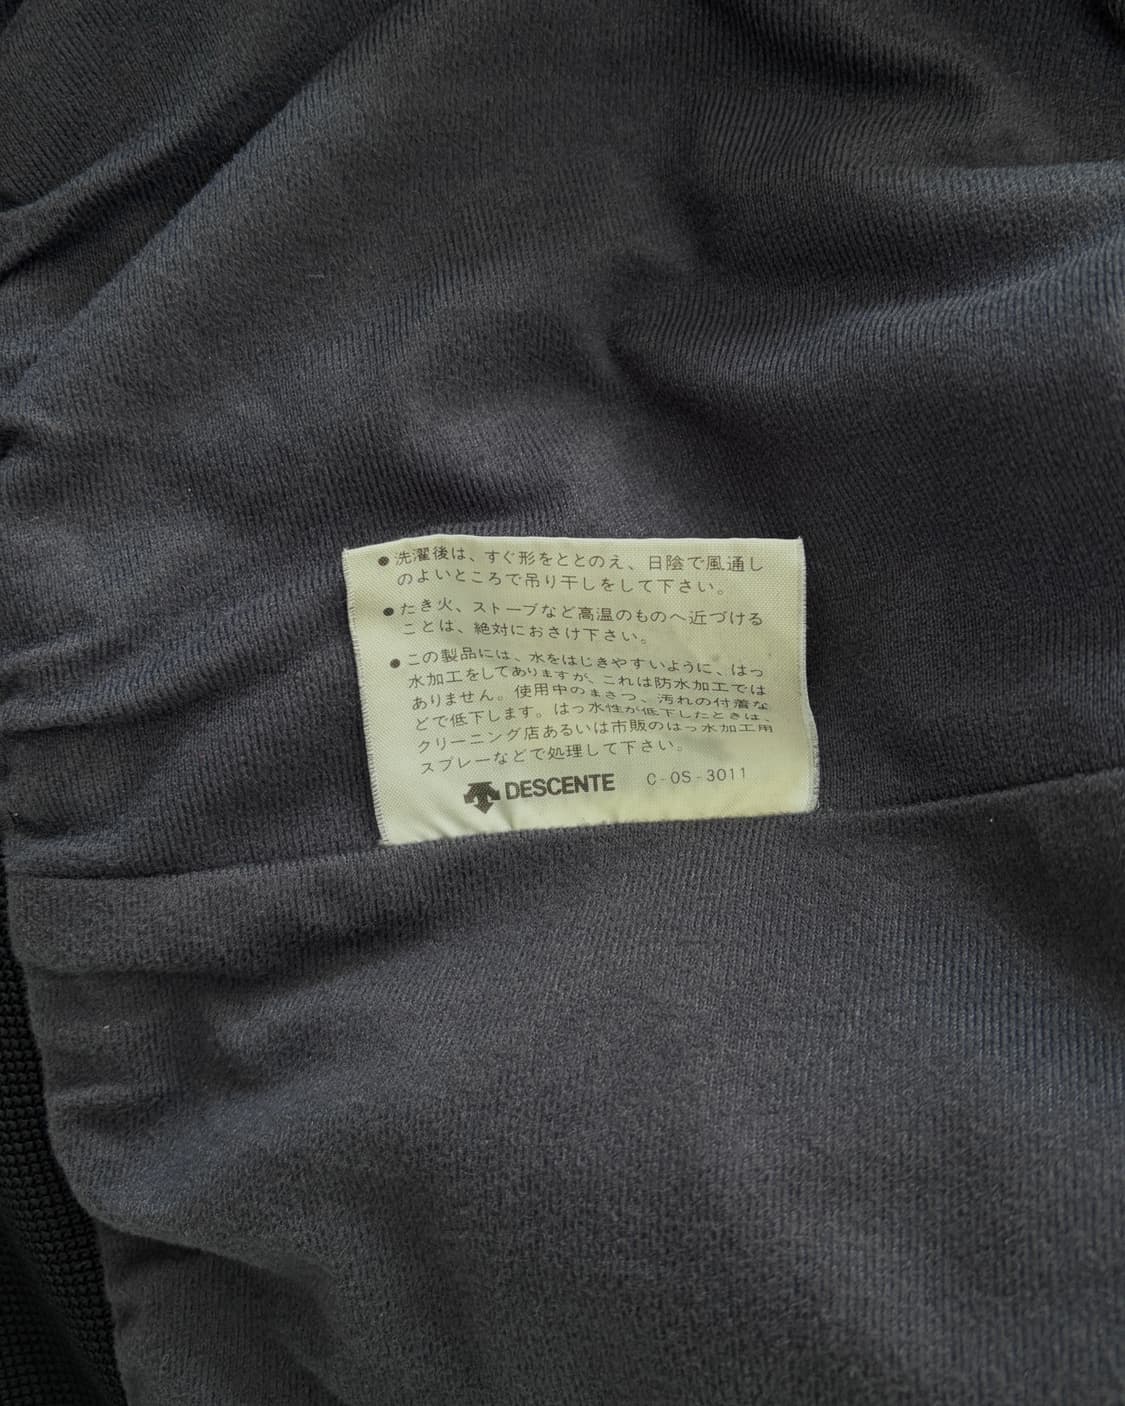 ●洗濯後は、すぐ形をととのえ、日陰で風通し
のよいところで吊り干しをして下さい。
●たき火、ストーブなど高温のものへ近づける
ことは、絶対におさけ下さい。
●この製品には、水をはじきやすいように、はっ
水加工をしてありますが、これは防水加工では
ありません。使用中のまさつ、汚れの付着な
どで低下します。はっ水性が低下したときは、
クリーニング店あるいは市販のはっ水加工用
スプレーなどで処理して下さい。
DESCENTE C-OS-3011